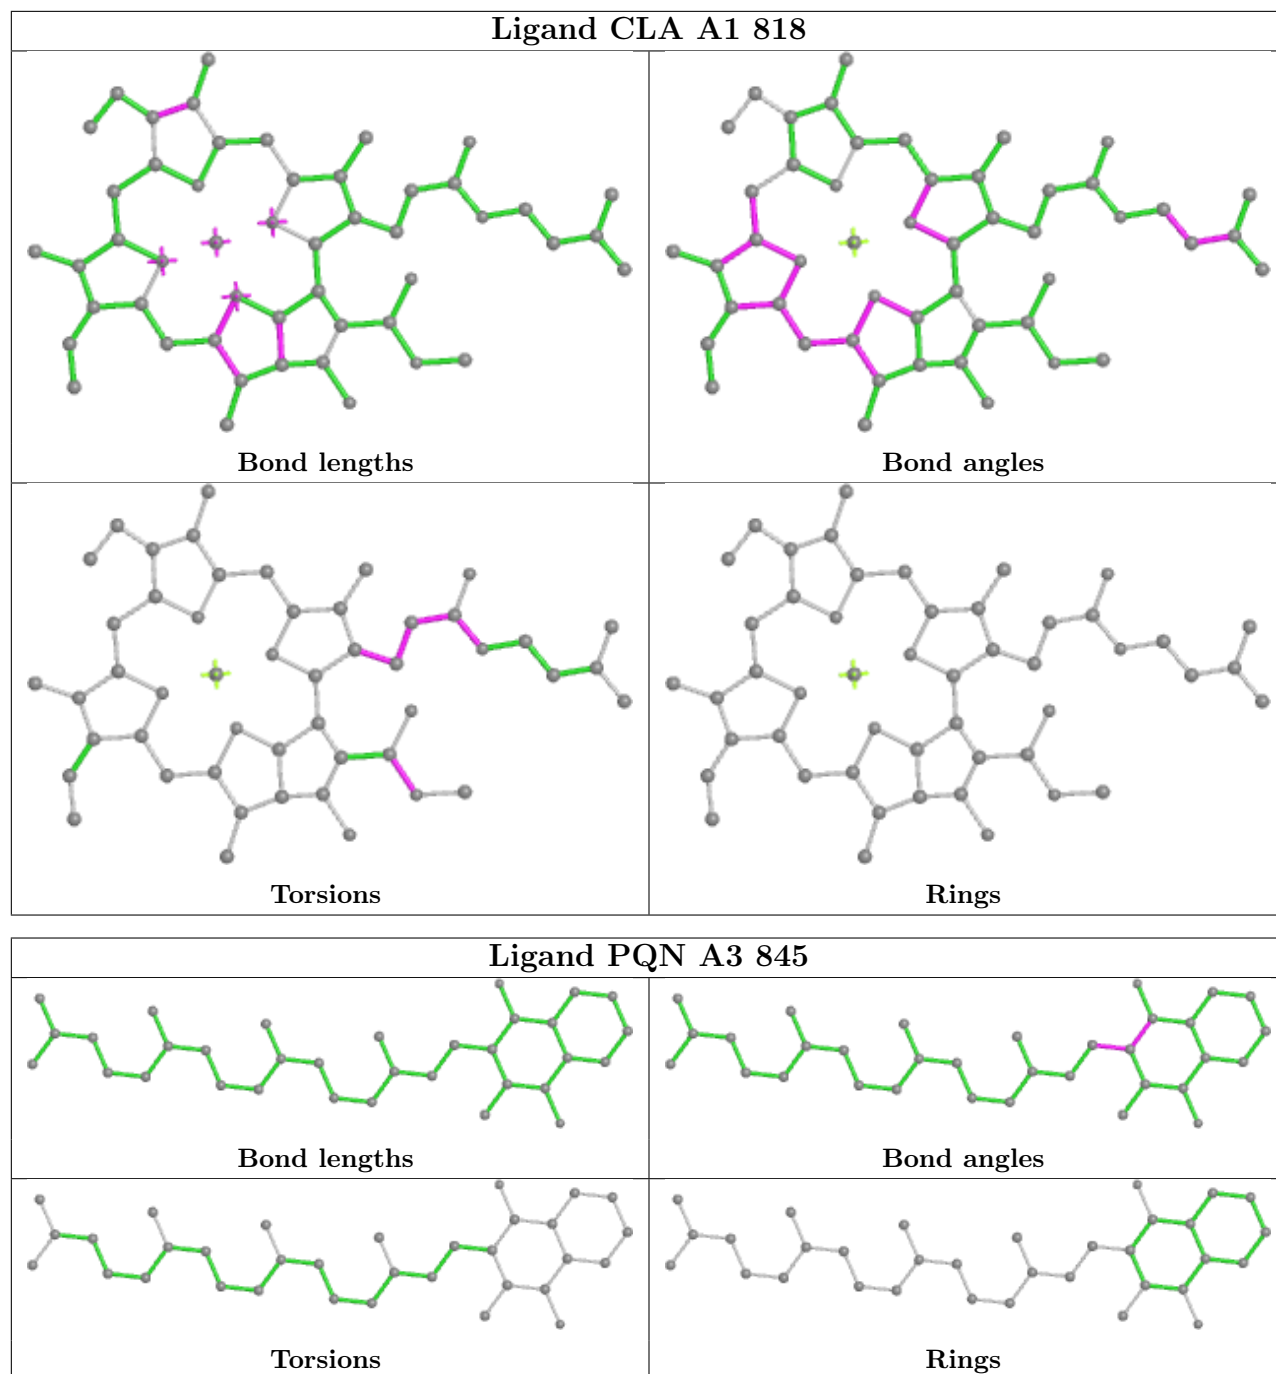 Ligand CLA A1 818
Bond lengths
Bond angles
Torsions
Rings
Ligand PQN A3 845
Bond lengths
Bond angles
Torsions
Rings